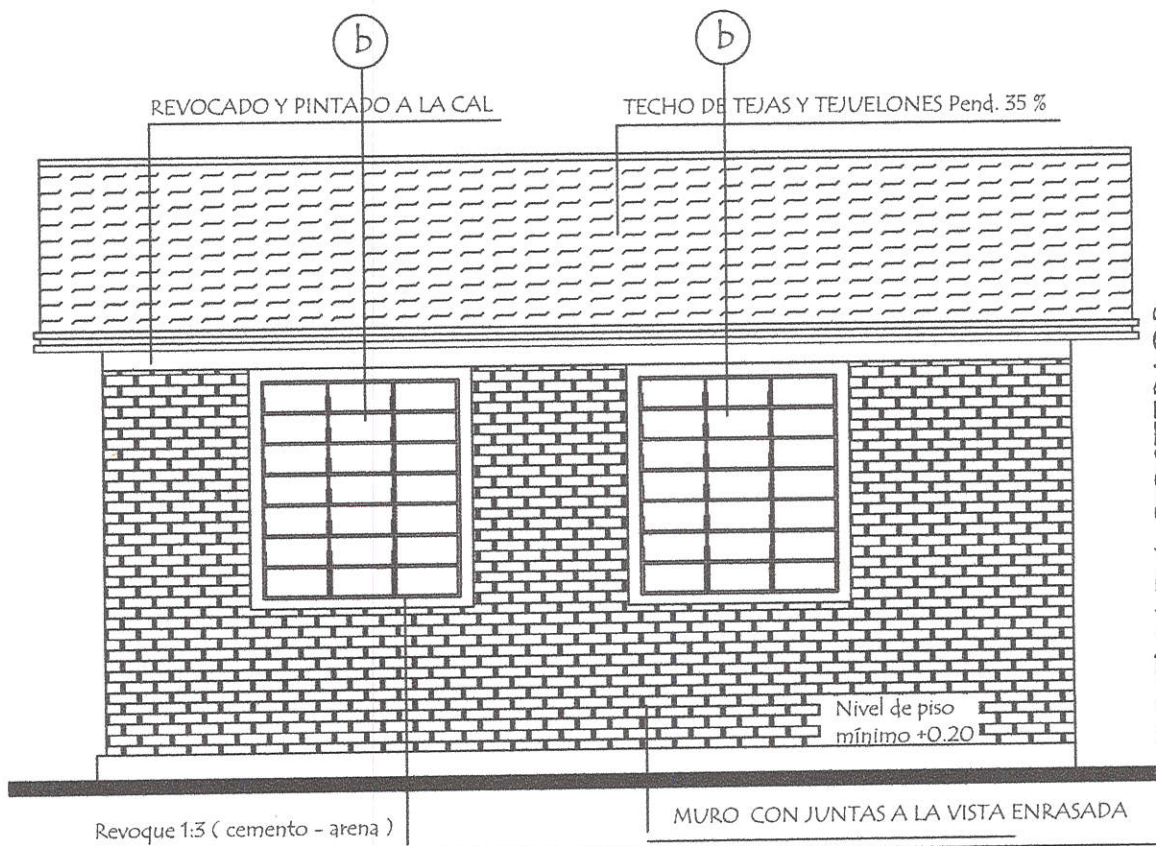 b
b
REVOCADO Y PINTADO A LA CAL
TECHO DE TEJAS Y TEJUELONES Pend. 35 %
Nivel de piso
mínimo +0.20
Revoque 1:3 ( cemento - arena )
MURO CON JUNTAS A LA VISTA ENRASADA